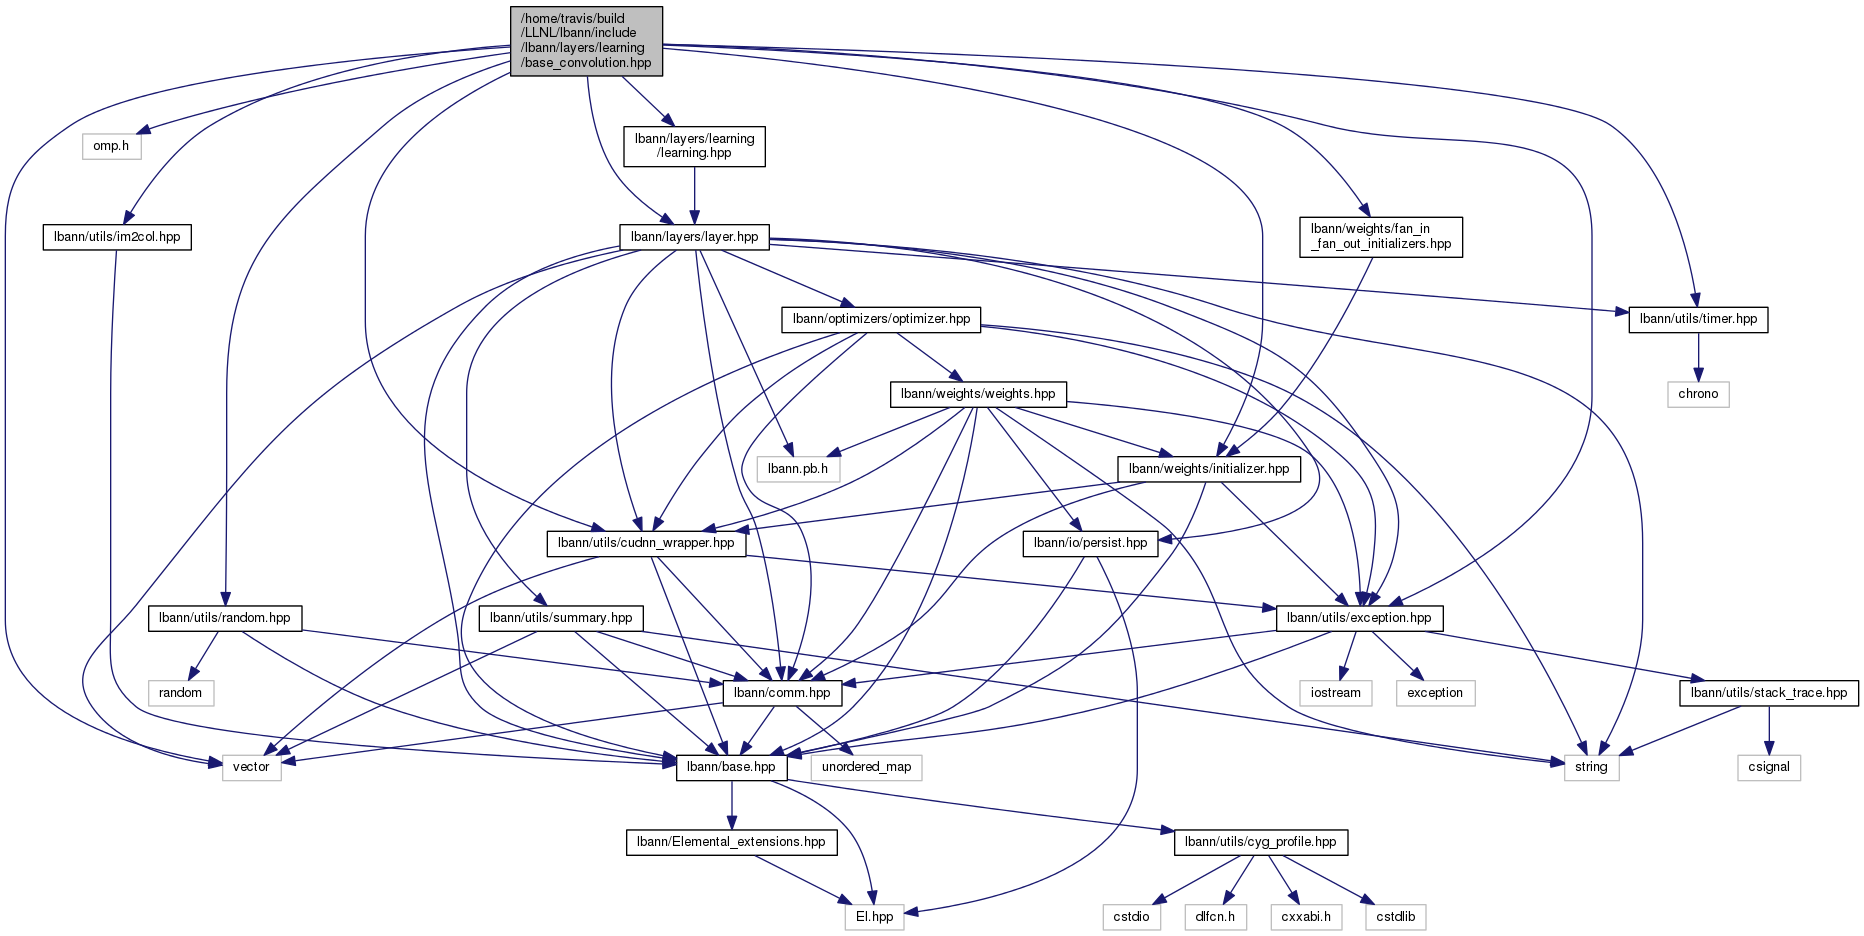 /home/travis/build
/LLNL/lbann/include
/lbann/layers/learning
/base_convolution.hpp
omp.h
lbann/layers/learning
/learning.hpp
lbann/utils/im2col.hpp
lbann/layers/layer.hpp
lbann/weights/fan_in
_fan_out_initializers.hpp
lbann/optimizers/optimizer.hpp
lbann/utils/timer.hpp
lbann/weights/weights.hpp
chrono
lbann.pb.h
lbann/weights/initializer.hpp
lbann/utils/cudnn_wrapper.hpp
lbann/io/persist.hpp
lbann/utils/random.hpp
lbann/utils/summary.hpp
lbann/utils/exception.hpp
random
lbann/comm.hpp
iostream
exception
lbann/utils/stack_trace.hpp
vector
lbann/base.hpp
unordered_map
string
csignal
lbann/Elemental_extensions.hpp
lbann/utils/cyg_profile.hpp
El.hpp
cstdio
dlfcn.h
cxxabi.h
cstdlib